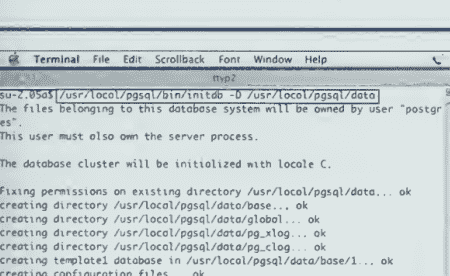 Terminal File Edit Scrollback Font Window Help
ttyp2
su-2.05a$ /usr/local/pgsql/bin/initdb -D /usr/local/pgsql/data
The files belonging to this database system will be owned by user "postgr
es".
This user must also own the server process.
The database cluster will be initialized with locale C.
Fixing permissions on existing directory /usr/local/pgsql/data... ok
creating directory /usr/local/pgsql/data/base... ok
creating directory /usr/local/pgsql/data/global... ok
creating directory /usr/local/pgsql/data/pg_xlog... ok
creating directory /usr/local/pgsql/data/pg_clog... ok
creating template1 database in /usr/local/pgsql/data/base/1... ok
creating configuration files... ok